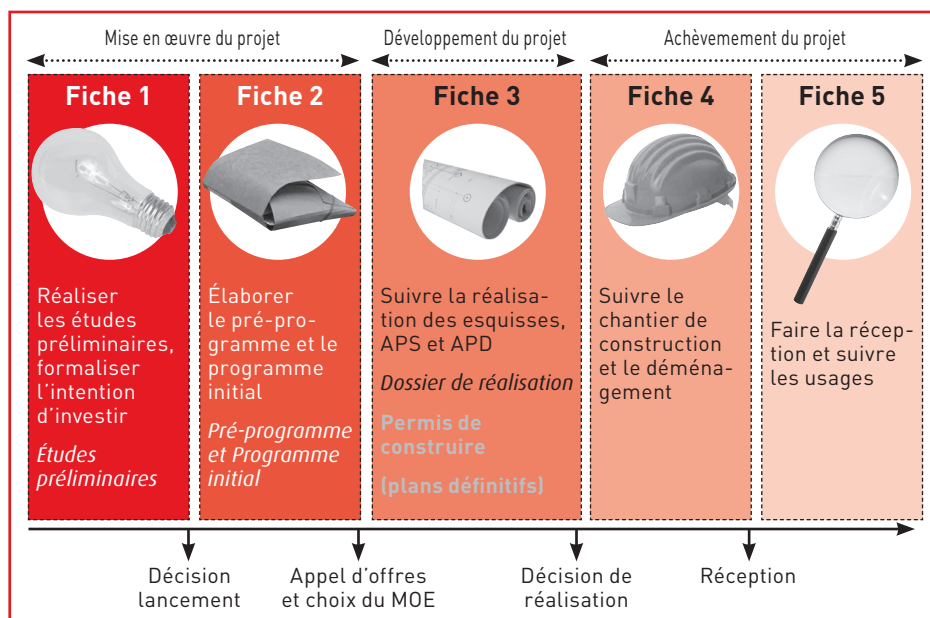 Mise en œuvre du projet
Développement du projet
Achèvemement du projet
Fiche 1
Réaliser
les études
préliminaires,
formaliser
l’intention
d’investir
Études
préliminaires
Fiche 2
Élaborer
le pré-pro-
gramme et le
programme
initial
Pré-programme
et Programme
initial
Fiche 3
Suivre la réalisa-
tion des esquisses,
APS et APD
Dossier de réalisation
Permis de
construire
(plans définitifs)
Fiche 4
Suivre le
chantier de
construction
et le déména-
gement
Fiche 5
Faire la récep-
tion et suivre
les usages
Décision
lancement
Appel d’offres
et choix du MOE
Décision de
réalisation
Réception